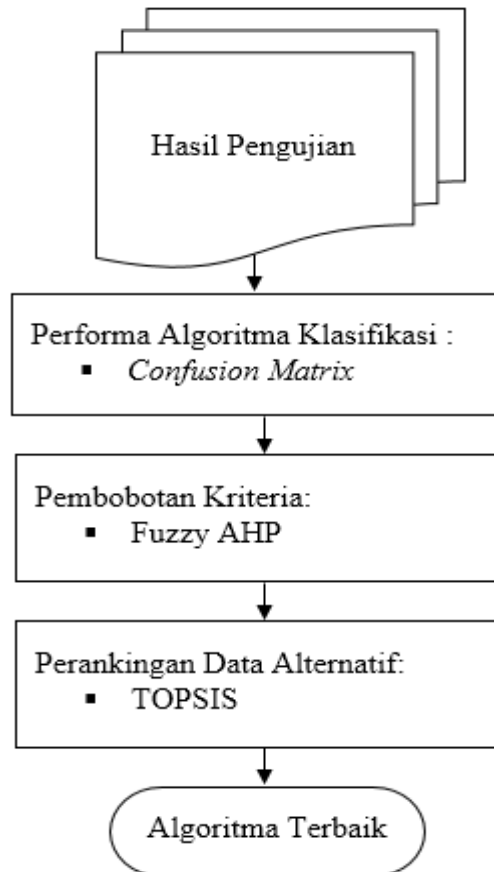 Hasil Pengujian
Performa Algoritma Klasifikasi :
▪ Confusion Matrix
Pembobotan Kriteria:
▪ Fuzzy AHP
Perankingan Data Alternatif:
▪ TOPSIS
Algoritma Terbaik